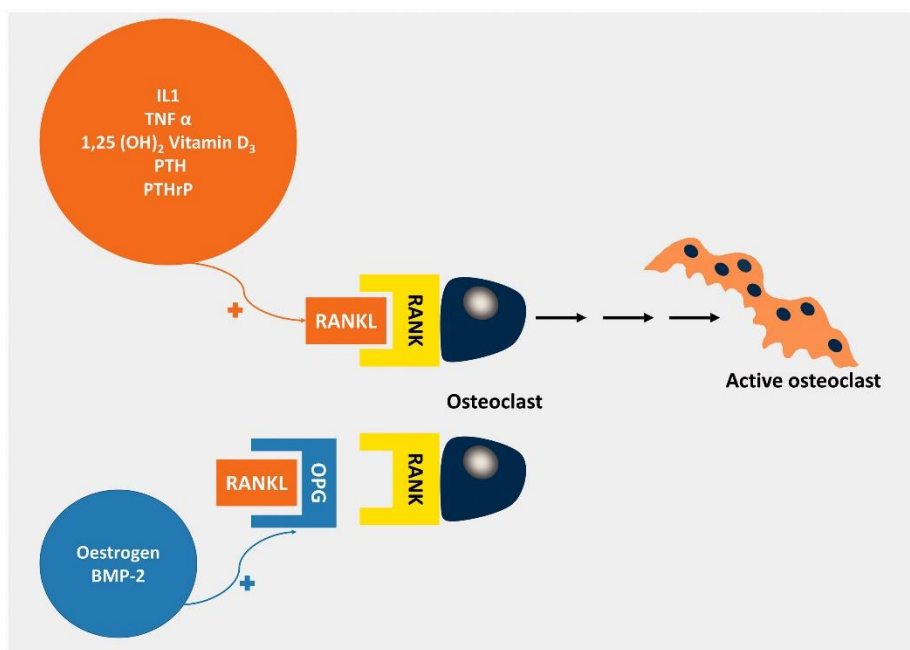 IL1
TNF α
1,25 (OH)₂ Vitamin D₃
PTH
PTHrP
RANKL
RANK
Osteoclast
Active osteoclast
RANKL
OPG
RANK
Oestrogen
BMP-2